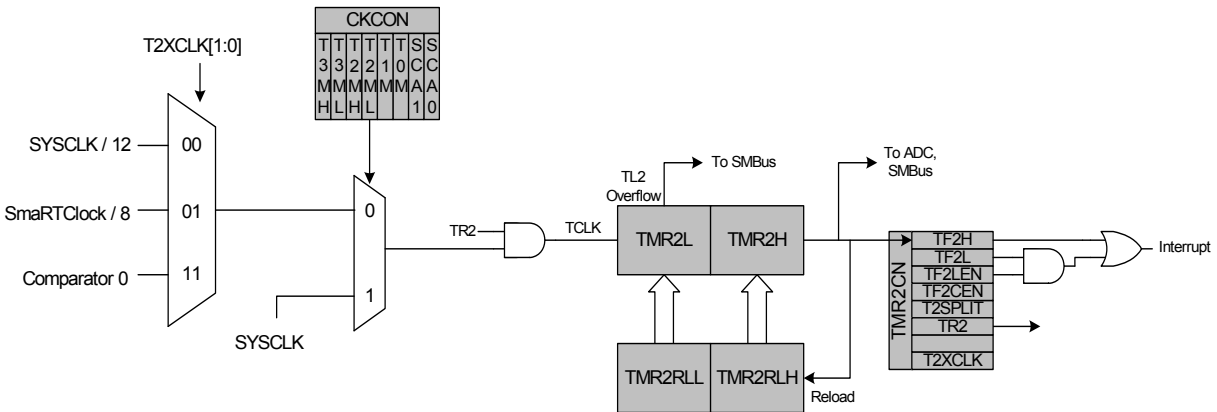 T2XCLK[1:0]
CKCON
T3MH
T3ML
T2MH
T2ML
T1M
T0M
SCA1
SCA0
SYSCLK / 12
00
SmaRTClock / 8
01
Comparator 0
11
0
1
SYSCLK
TR2
TCLK
TL2
Overflow
To SMBus
To ADC,
SMBus
TMR2L
TMR2H
TMR2RLL
TMR2RLH
Reload
TMR2CN
TF2H
TF2L
TF2LEN
TF2CEN
T2SPLIT
TR2
T2XCLK
Interrupt